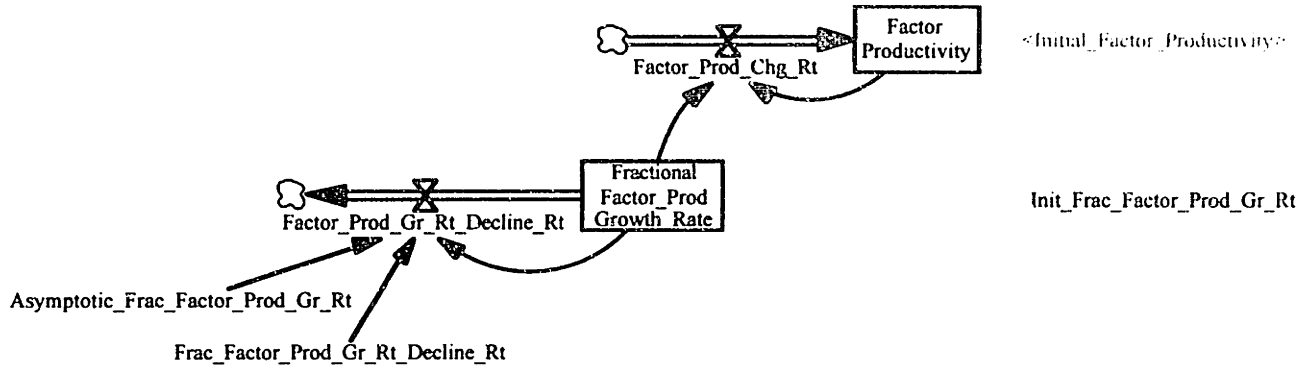 Factor
Productivity
<Initial_Factor_Productivity>
Factor_Prod_Chg_Rt
Fractional
Factor_Prod
Growth_Rate
Init_Frac_Factor_Prod_Gr_Rt
Factor_Prod_Gr_Rt_Decline_Rt
Asymptotic_Frac_Factor_Prod_Gr_Rt
Frac_Factor_Prod_Gr_Rt_Decline_Rt